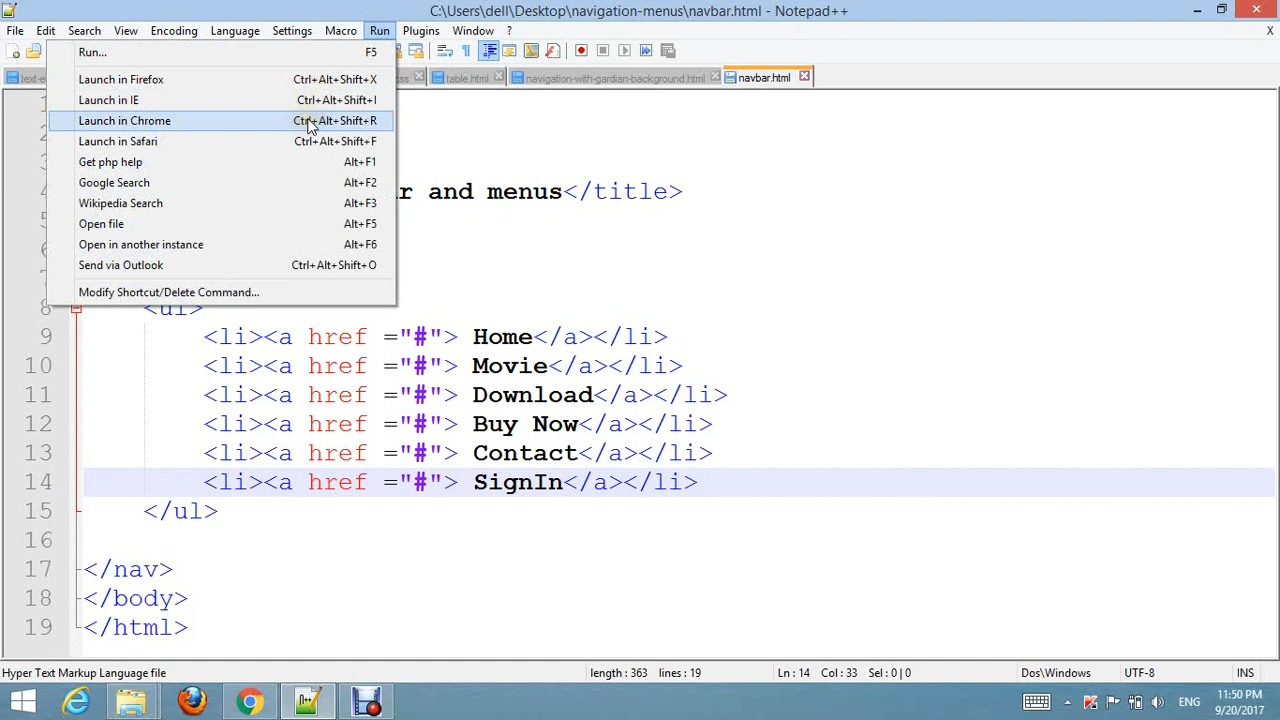 C:\Users\dell\Desktop\navigation-menus\navbar.html - Notepad++
File Edit Search View Encoding Language Settings Macro Run Plugins Window ? X
text-e css table.html navigation-with-gardian-background.html navbar.html
Run... F5
Launch in Firefox Ctrl+Alt+Shift+X
Launch in IE Ctrl+Alt+Shift+I
Launch in Chrome Ctrl+Alt+Shift+R
Launch in Safari Ctrl+Alt+Shift+F
Get php help Alt+F1
Google Search Alt+F2
Wikipedia Search Alt+F3
Open file Alt+F5
Open in another instance Alt+F6
Send via Outlook Ctrl+Alt+Shift+O
Modify Shortcut/Delete Command...
r and menus</title>
8 <ul>
9 <li><a href ="#"> Home</a></li>
10 <li><a href ="#"> Movie</a></li>
11 <li><a href ="#"> Download</a></li>
12 <li><a href ="#"> Buy Now</a></li>
13 <li><a href ="#"> Contact</a></li>
14 <li><a href ="#"> SignIn</a></li>
15 </ul>
16
17 </nav>
18 </body>
19 </html>
Hyper Text Markup Language file length : 363 lines : 19 Ln : 14 Col : 33 Sel : 0 | 0 Dos\Windows UTF-8 INS
ENG 11:50 PM
9/20/2017